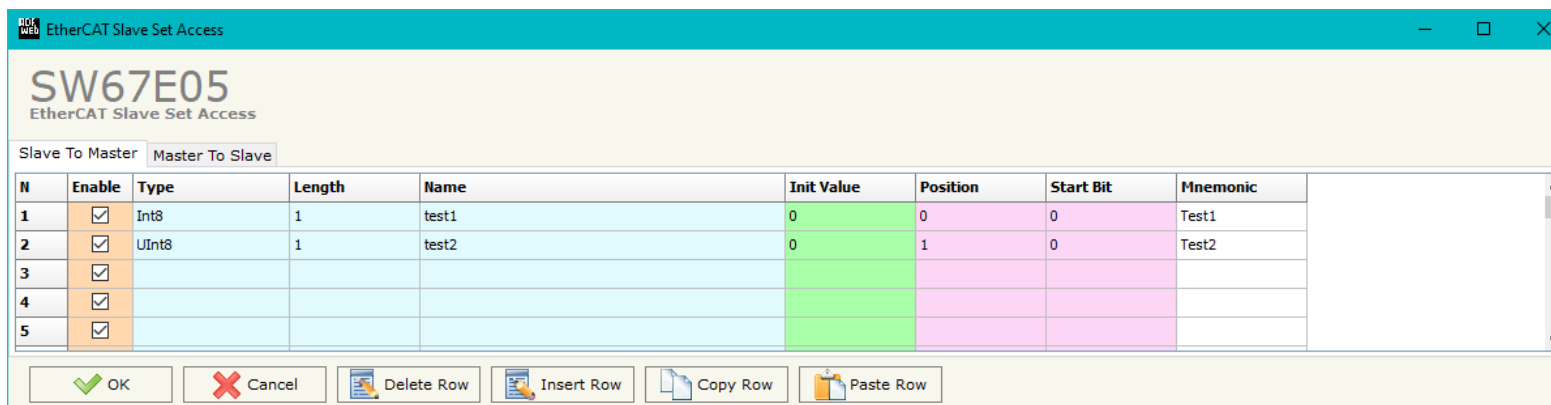 ADF WEB EtherCAT Slave Set Access
SW67E05
EtherCAT Slave Set Access
Slave To Master Master To Slave
N Enable Type Length Name Init Value Position Start Bit Mnemonic
1 Int8 1 test1 0 0 0 Test1
2 UInt8 1 test2 0 1 0 Test2
3
4
5
OK Cancel Delete Row Insert Row Copy Row Paste Row